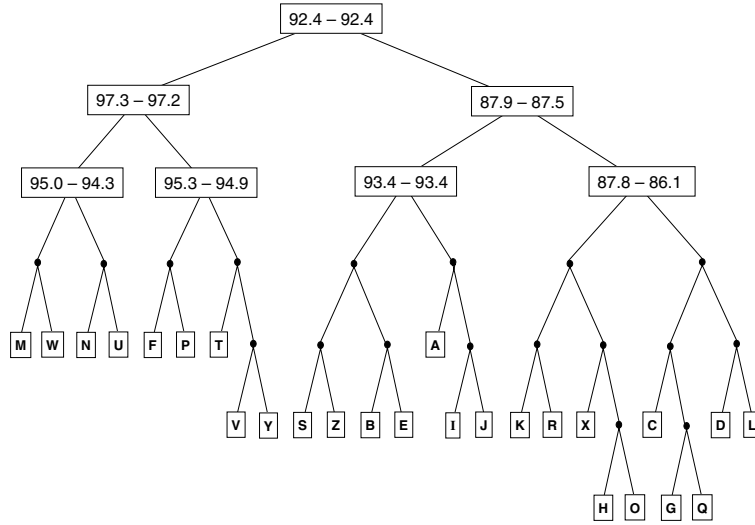 92.4 – 92.4
97.3 – 97.2
87.9 – 87.5
95.0 – 94.3
95.3 – 94.9
93.4 – 93.4
87.8 – 86.1
M W N U F P T A
V Y S Z B E I J K R X C D L
H O G Q